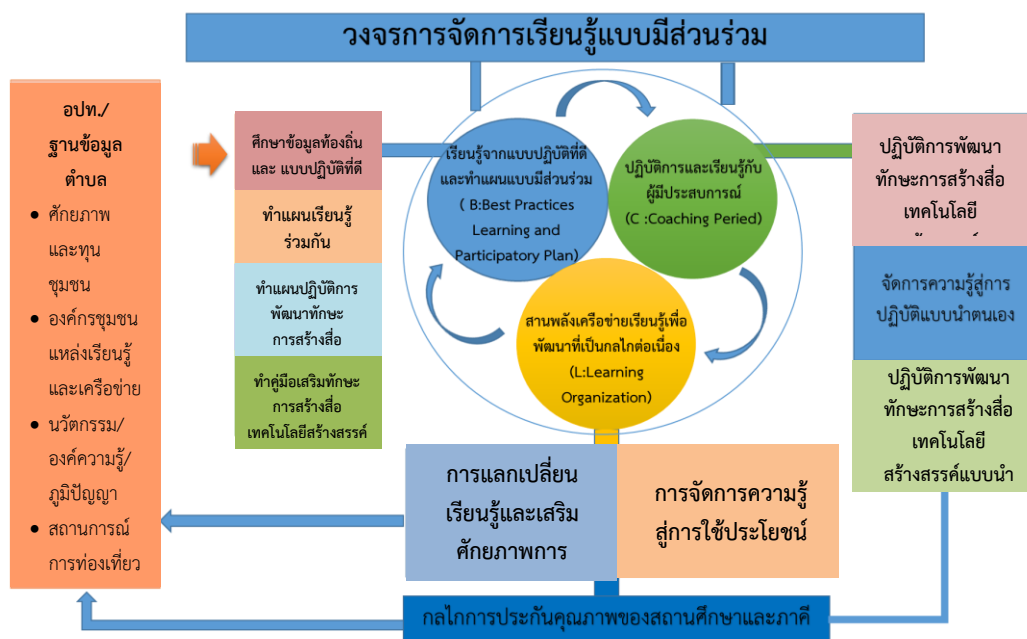 วงจรการจัดการเรียนรู้แบบมีส่วนร่วม
อปท./
ฐานข้อมูล
ตำบล
• ศักยภาพ
และทุน
ชุมชน
• องค์กรชุมชน
แหล่งเรียนรู้
และเครือข่าย
• นวัตกรรม/
องค์ความรู้/
ภูมิปัญญา
• สถานการณ์
การท่องเที่ยว
ศึกษาข้อมูลท้องถิ่น
และ แบบปฏิบัติที่ดี
ทำแผนเรียนรู้
ร่วมกัน
ทำแผนปฏิบัติการ
พัฒนาทักษะ
การสร้างสื่อ
ทำคู่มือเสริมทักษะ
การสร้างสื่อ
เทคโนโลยีสร้างสรรค์
เรียนรู้จากแบบปฏิบัติที่ดี
และทำแผนแบบมีส่วนร่วม
( B:Best Practices
Learning and
Participatory Plan)
ปฏิบัติการและเรียนรู้กับ
ผู้มีประสบการณ์
(C :Coaching Peried)
สานพลังเครือข่ายเรียนรู้เพื่อ
พัฒนาที่เป็นกลไกต่อเนื่อง
(L:Learning
Organization)
ปฏิบัติการพัฒนา
ทักษะการสร้างสื่อ
เทคโนโลยี
จัดการความรู้สู่การ
ปฏิบัติแบบนำตนเอง
ปฏิบัติการพัฒนา
ทักษะการสร้างสื่อ
เทคโนโลยี
สร้างสรรค์แบบนำ
การแลกเปลี่ยน
เรียนรู้และเสริม
ศักยภาพการ
การจัดการความรู้
สู่การใช้ประโยชน์
กลไกการประกันคุณภาพของสถานศึกษาและภาคี